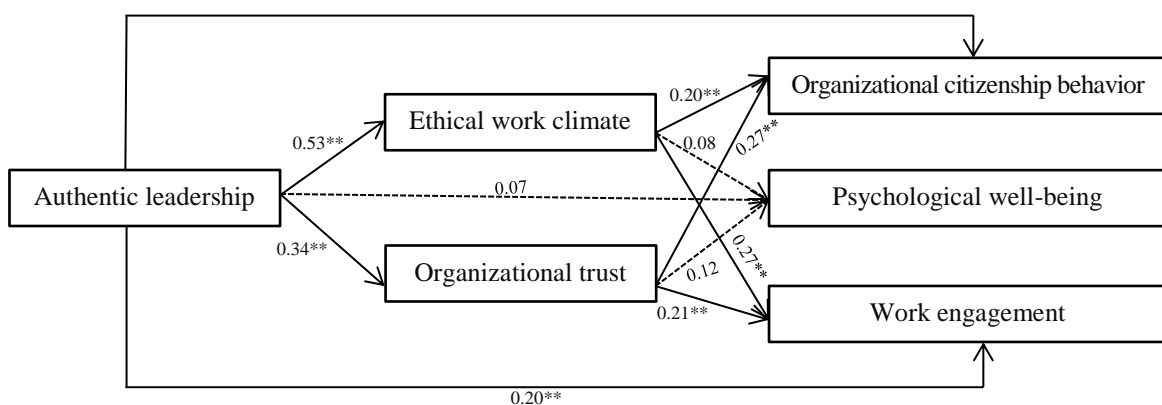 Organizational citizenship behavior
0.20**
Ethical work climate
0.53**
0.27**
0.08
Authentic leadership
0.07
Psychological well-being
0.34**
0.27**
0.12
Organizational trust
0.21**
Work engagement
0.20**